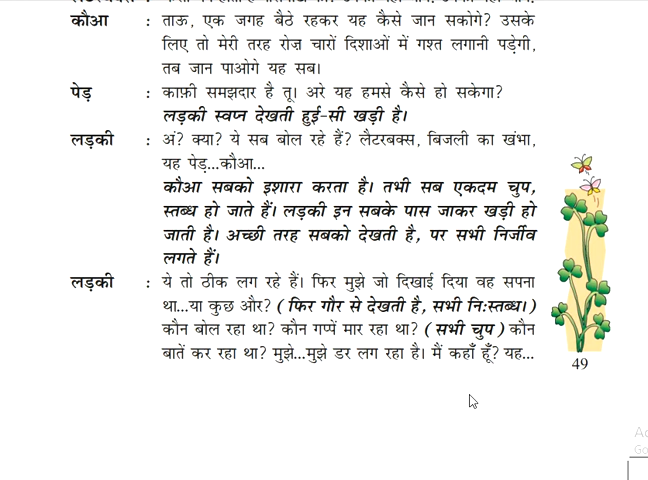 कौआ : ताऊ, एक जगह बैठे रहकर यह कैसे जान सकोगे? उसके
लिए तो मेरी तरह रोज़ चारों दिशाओं में गश्त लगानी पड़ेगी,
तब जान पाओगे यह सब।
पेड़ : काफ़ी समझदार है तू। अरे यह हमसे कैसे हो सकेगा?
लड़की स्वप्न देखती हुई-सी खड़ी है।
लड़की : अं? क्या? ये सब बोल रहे हैं? लैटरबक्स, बिजली का खंभा,
यह पेड़...कौआ...
कौआ सबको इशारा करता है। तभी सब एकदम चुप,
स्तब्ध हो जाते हैं। लड़की इन सबके पास जाकर खड़ी हो
जाती है। अच्छी तरह सबको देखती है, पर सभी निर्जीव
लगते हैं।
लड़की : ये तो ठीक लग रहे हैं। फिर मुझे जो दिखाई दिया वह सपना
था...या कुछ और? (फिर गौर से देखती है, सभी नि:स्तब्ध।)
कौन बोल रहा था? कौन गप्पें मार रहा था? (सभी चुप) कौन
बातें कर रहा था? मुझे...मुझे डर लग रहा है। मैं कहाँ हूँ? यह...
49